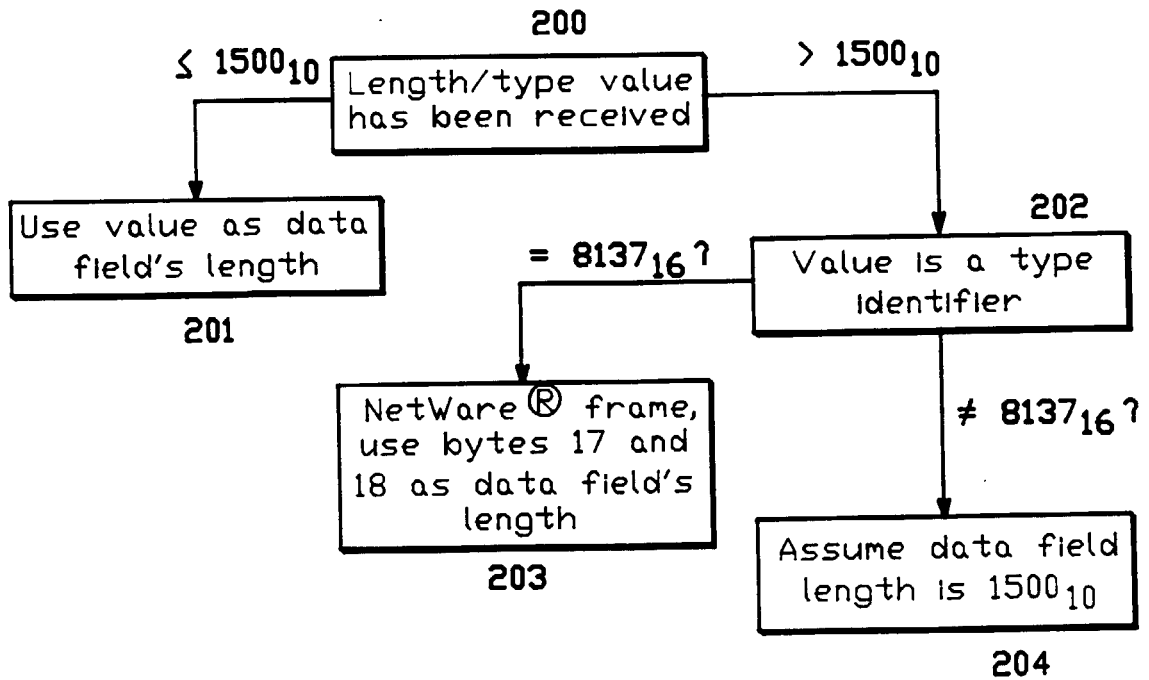 200
≤ 1500₁₀
> 1500₁₀
Length/type value
has been received
202
Use value as data
field's length
201
= 8137₁₆?
Value is a type
identifier
NetWare® frame,
use bytes 17 and
18 as data field's
length
203
≠ 8137₁₆?
Assume data field
length is 1500₁₀
204